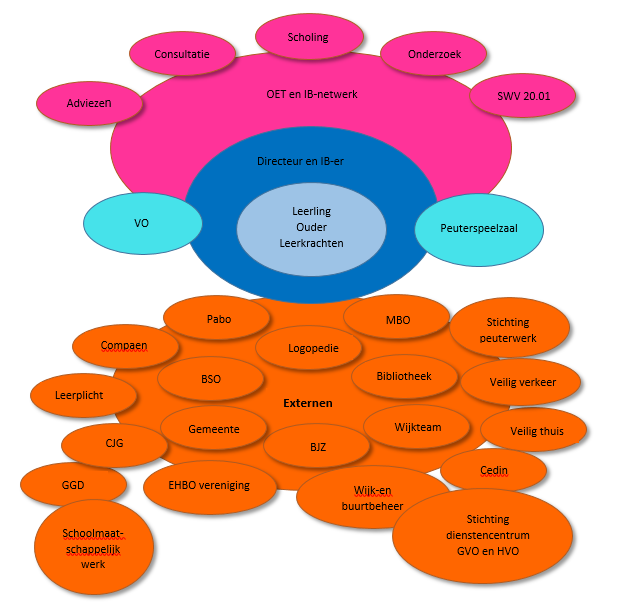 Scholing
Consultatie
Onderzoek
Adviezen
OET en IB-netwerk
SWV 20.01
Directeur en IB-er
VO
Leerling
Ouder
Leerkrachten
Peuterspeelzaal
Pabo
MBO
Stichting
peuterwerk
Compaen
Logopedie
BSO
Bibliotheek
Veilig verkeer
Leerplicht
Externen
Gemeente
Wijkteam
Veilig thuis
CJG
BJZ
Cedin
GGD
EHBO vereniging
Wijk-en
buurtbeheer
Schoolmaat-
schappelijk
werk
Stichting
dienstencentrum
GVO en HVO